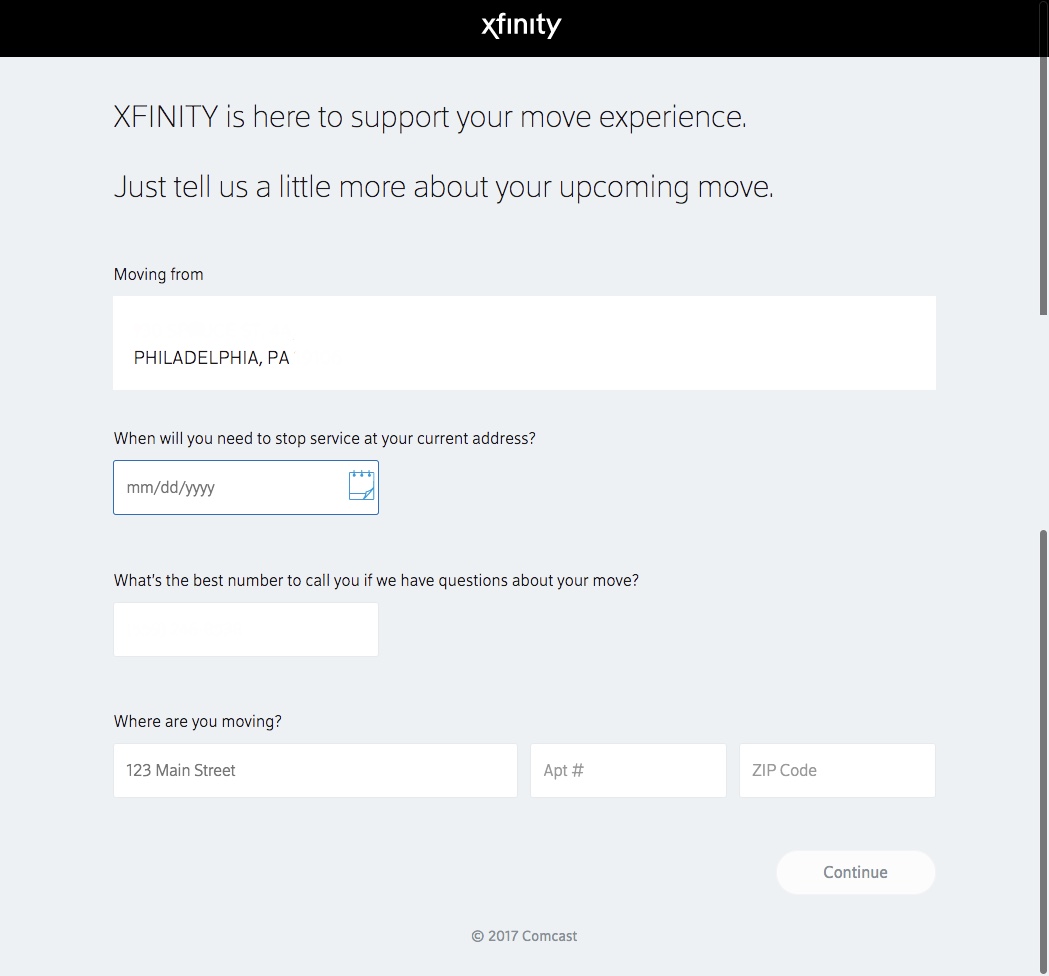 xfinity
XFINITY is here to support your move experience.
Just tell us a little more about your upcoming move.
Moving from
PHILADELPHIA, PA
When will you need to stop service at your current address?
mm/dd/yyyy
What's the best number to call you if we have questions about your move?
Where are you moving?
123 Main Street Apt # ZIP Code
Continue
© 2017 Comcast